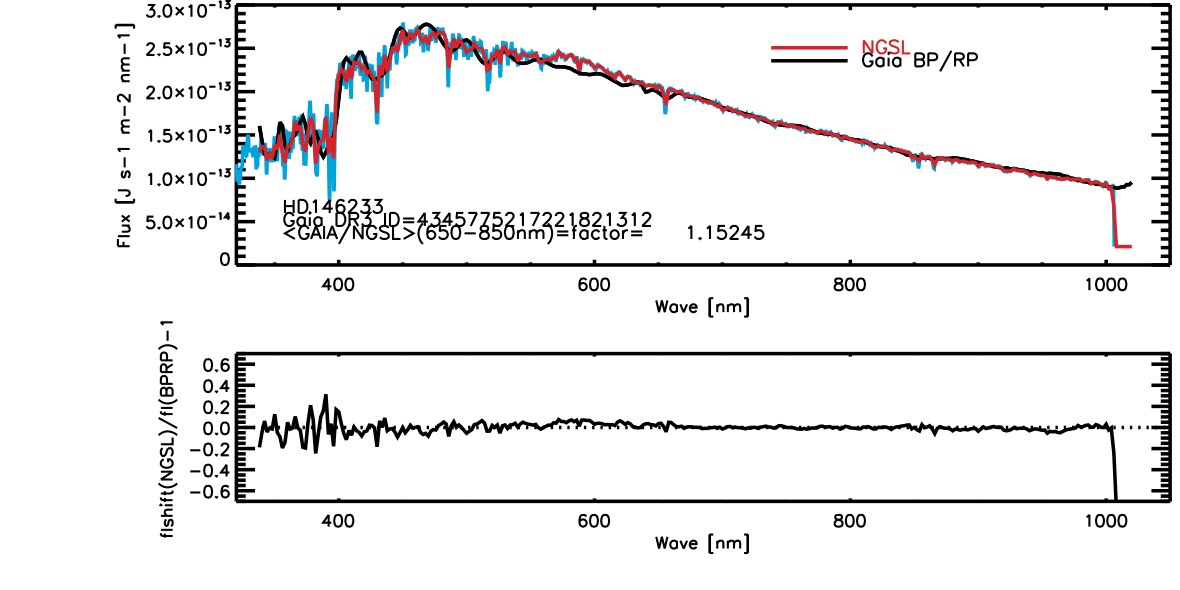 3.0×10−13
2.5×10−13
2.0×10−13
1.5×10−13
1.0×10−13
5.0×10−14
0
Flux [J s−1 m−2 nm−1]
NGSL
Gaia BP/RP
HD146233
Gaia DR3 ID=4345775217221821312
<GAIA/NGSL>(650−850nm)=factor= 1.15245
400 600 800 1000
Wave [nm]
flshift(NGSL)/fl(BPRP)−1
0.6
0.4
0.2
0.0
−0.2
−0.4
−0.6
400 600 800 1000
Wave [nm]